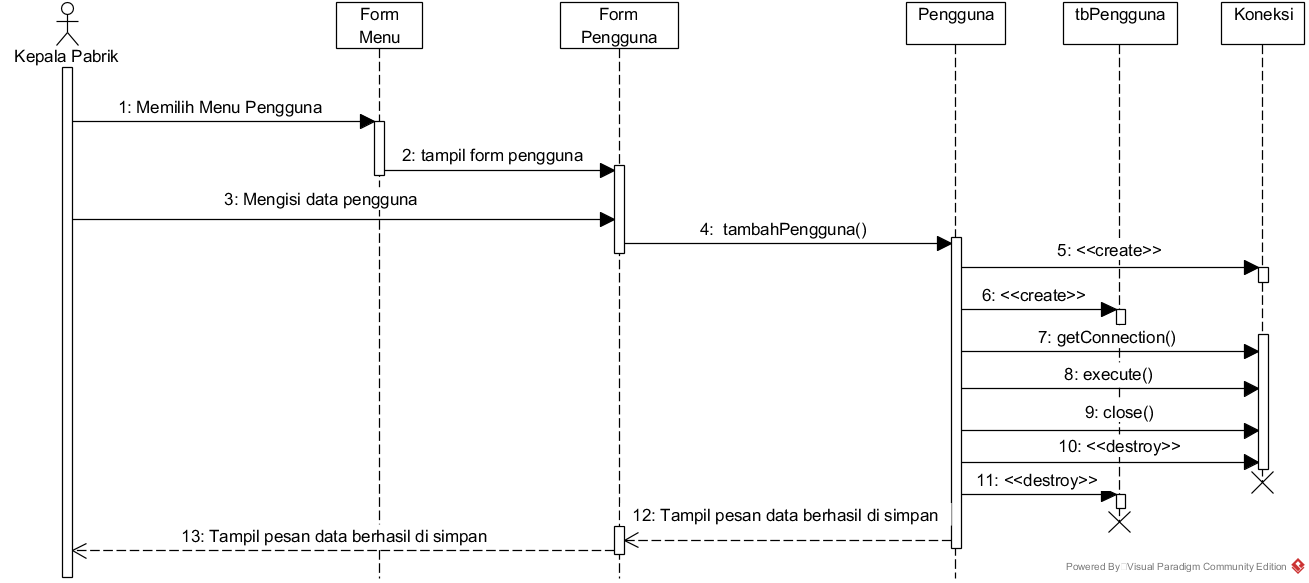 Form
Menu
Form
Pengguna
Pengguna
tbPengguna
Koneksi
Kepala Pabrik
1: Memilih Menu Pengguna
2: tampil form pengguna
3: Mengisi data pengguna
4: tambahPengguna()
5: <<create>>
6: <<create>>
7: getConnection()
8: execute()
9: close()
10: <<destroy>>
11: <<destroy>>
12: Tampil pesan data berhasil di simpan
13: Tampil pesan data berhasil di simpan
Powered By Visual Paradigm Community Edition